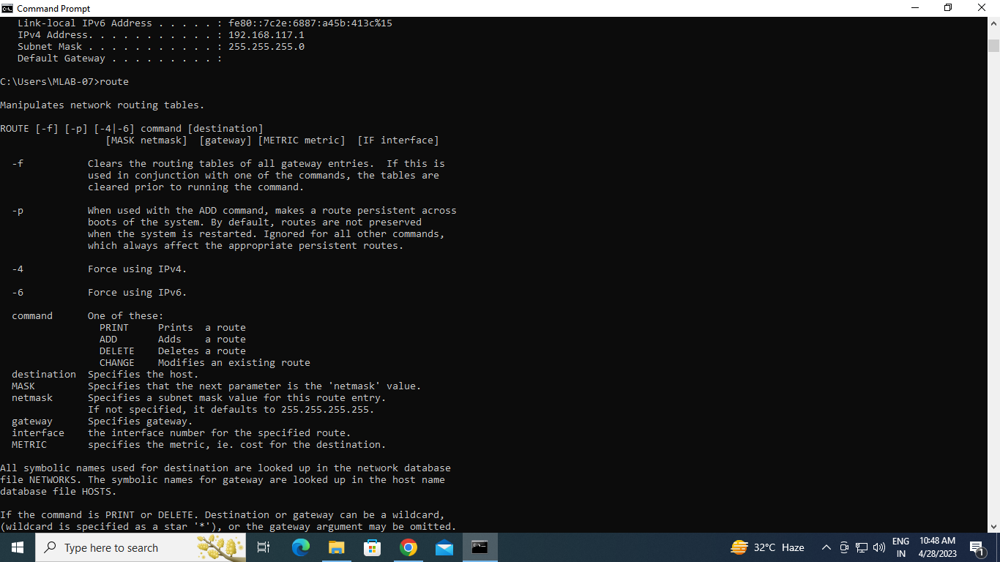 Command Prompt
Link-local IPv6 Address . . . . . : fe80::7c2e:6887:a45b:413c%15
IPv4 Address. . . . . . . . . . . : 192.168.117.1
Subnet Mask . . . . . . . . . . . : 255.255.255.0
Default Gateway . . . . . . . . . :
C:\Users\MLAB-07>route
Manipulates network routing tables.
ROUTE [-f] [-p] [-4|-6] command [destination]
[MASK netmask]  [gateway] [METRIC metric]  [IF interface]
-f           Clears the routing tables of all gateway entries.  If this is
used in conjunction with one of the commands, the tables are
cleared prior to running the command.
-p           When used with the ADD command, makes a route persistent across
boots of the system. By default, routes are not preserved
when the system is restarted. Ignored for all other commands,
which always affect the appropriate persistent routes.
-4           Force using IPv4.
-6           Force using IPv6.
command      One of these:
PRINT     Prints  a route
ADD       Adds    a route
DELETE    Deletes a route
CHANGE    Modifies an existing route
destination  Specifies the host.
MASK         Specifies that the next parameter is the 'netmask' value.
netmask      Specifies a subnet mask value for this route entry.
If not specified, it defaults to 255.255.255.255.
gateway      Specifies gateway.
interface    the interface number for the specified route.
METRIC       specifies the metric, ie. cost for the destination.
All symbolic names used for destination are looked up in the network database
file NETWORKS. The symbolic names for gateway are looked up in the host name
database file HOSTS.
If the command is PRINT or DELETE. Destination or gateway can be a wildcard,
(wildcard is specified as a star '*'), or the gateway argument may be omitted.
Type here to search
32°C Haze
ENG
IN
10:48 AM
4/28/2023
1